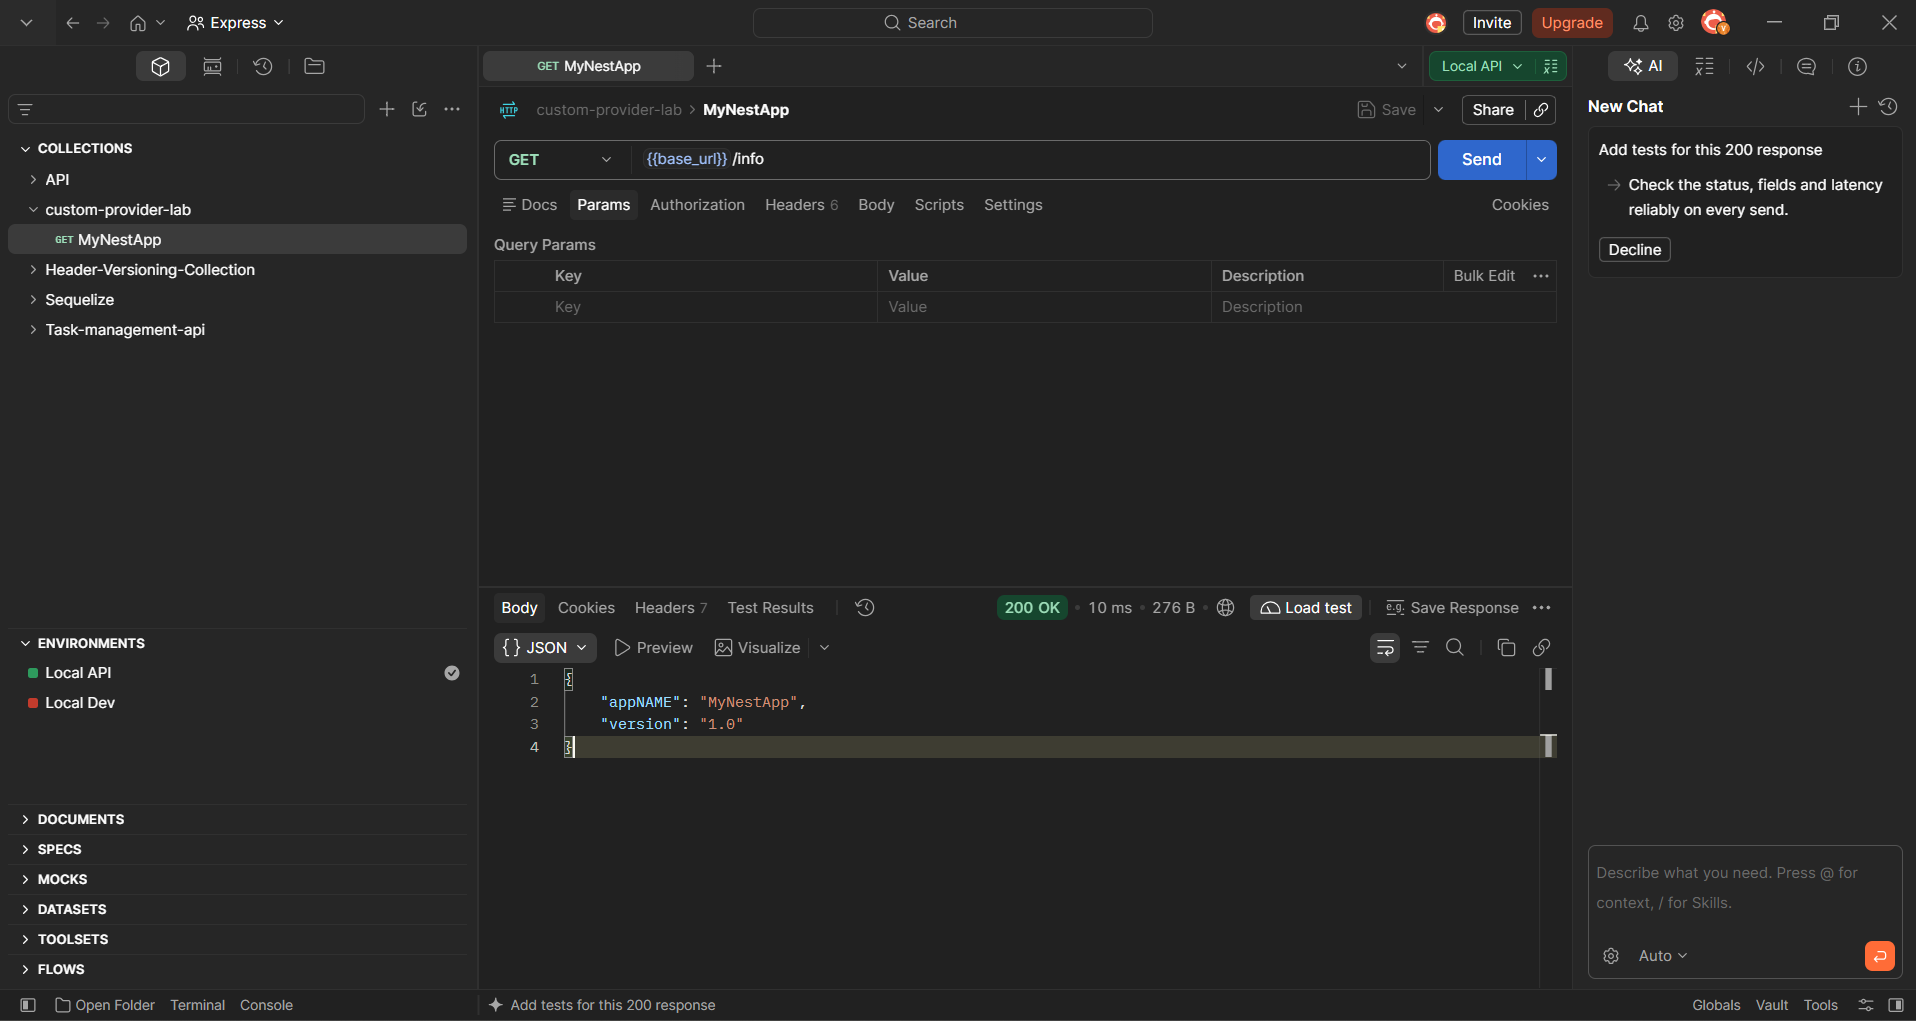 Express
Search
Invite
Upgrade
GET MyNestApp
Local API
AI
COLLECTIONS
API
custom-provider-lab
GET MyNestApp
Header-Versioning-Collection
Sequelize
Task-management-api
ENVIRONMENTS
Local API
Local Dev
DOCUMENTS
SPECS
MOCKS
DATASETS
TOOLSETS
FLOWS
HTTP custom-provider-lab > MyNestApp
Save
Share
GET
{{base_url}} /info
Send
Docs Params Authorization Headers 6 Body Scripts Settings Cookies
Query Params
Key Value Description Bulk Edit
Key Value Description
Body Cookies Headers 7 Test Results
200 OK • 10 ms • 276 B • Load test e.g. Save Response
{} JSON Preview Visualize
1 {
2 "appNAME": "MyNestApp",
3 "version": "1.0"
4 }
New Chat
Add tests for this 200 response
Check the status, fields and latency
reliably on every send.
Decline
Describe what you need. Press @ for
context, / for Skills.
Auto
Open Folder Terminal Console
Add tests for this 200 response
Globals Vault Tools